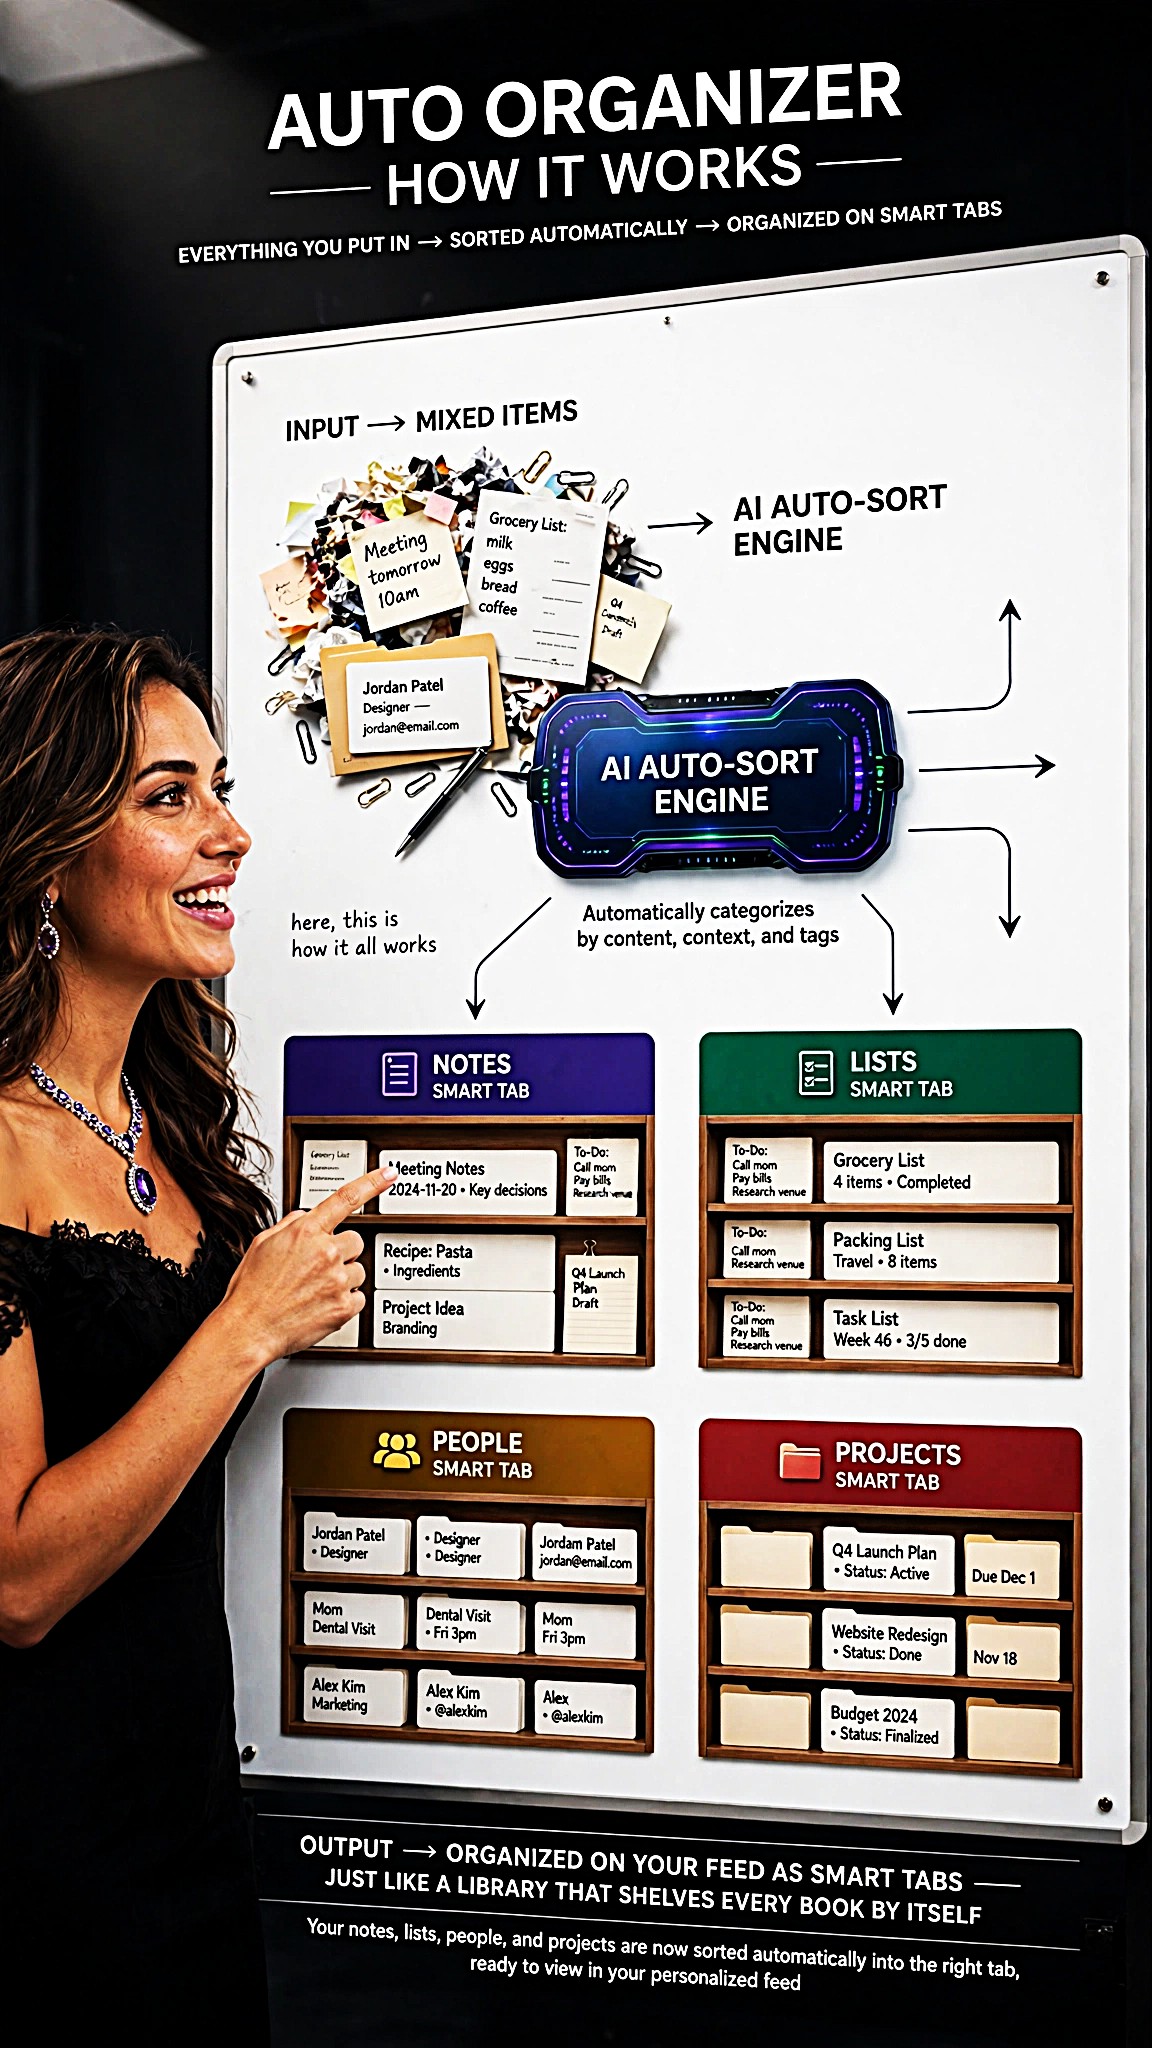 AUTO ORGANIZER
HOW IT WORKS
EVERYTHING YOU PUT IN → SORTED AUTOMATICALLY → ORGANIZED ON SMART TABS
INPUT → MIXED ITEMS
Meeting
tomorrow
10am
Grocery List:
milk
eggs
bread
coffee
Q4
Draft
Jordan Patel
Designer —
jordan@email.com
AI AUTO-SORT
ENGINE
AI AUTO-SORT
ENGINE
here, this is
how it all works
Automatically categorizes
by content, context, and tags
NOTES
SMART TAB
Grocery List
Meeting Notes
2024-11-20 • Key decisions
To-Do:
Call mom
Pay bills
Research venue
Recipe: Pasta
• Ingredients
Project Idea
Branding
Q4 Launch
Plan
Draft
LISTS
SMART TAB
To-Do:
Call mom
Pay bills
Research venue
Grocery List
4 items • Completed
To-Do:
Call mom
Research venue
Packing List
Travel • 8 items
To-Do:
Call mom
Pay bills
Research venue
Task List
Week 46 • 3/5 done
PEOPLE
SMART TAB
Jordan Patel
• Designer
• Designer
• Designer
Jordam Patel
jordan@email.com
Mom
Dental Visit
Dental Visit
• Fri 3pm
Mom
Fri 3pm
Alex Kim
Marketing
Alex Kim
• @alexkim
Alex
• @alexkim
PROJECTS
SMART TAB
Q4 Launch Plan
• Status: Active
Due Dec 1
Website Redesign
• Status: Done
Nov 18
Budget 2024
• Status: Finalized
OUTPUT → ORGANIZED ON YOUR FEED AS SMART TABS —
JUST LIKE A LIBRARY THAT SHELVES EVERY BOOK BY ITSELF
Your notes, lists, people, and projects are now sorted automatically into the right tab,
ready to view in your personalized feed